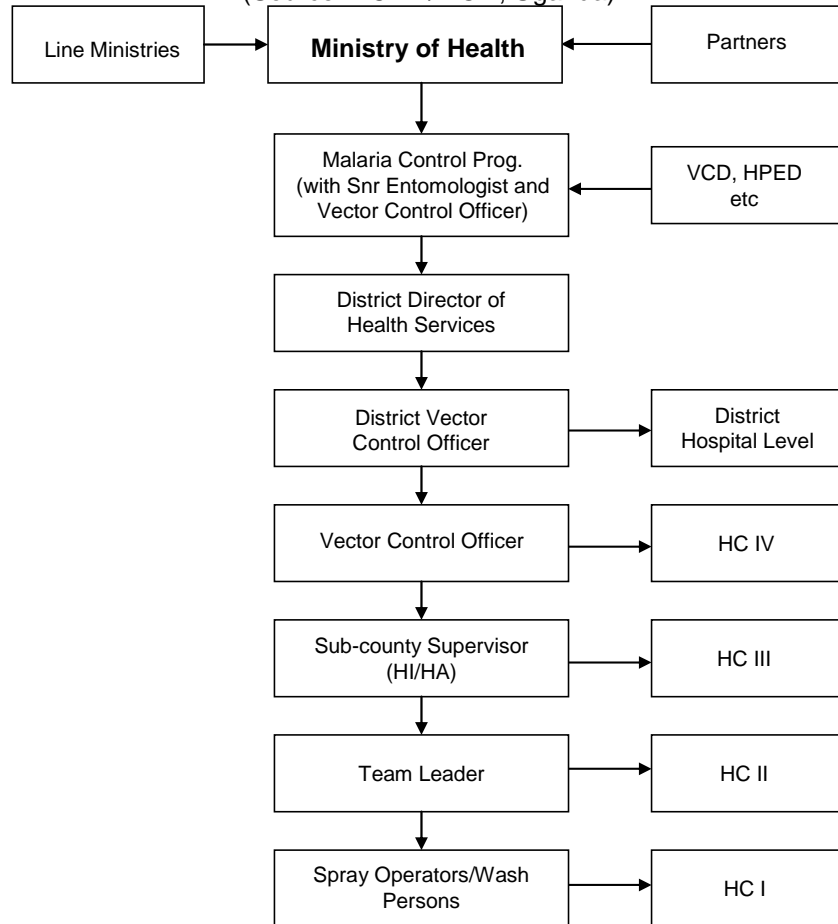 Uganda)
Line Ministries
Ministry of Health
Partners
Malaria Control Prog.
(with Snr Entomologist and
Vector Control Officer)
VCD, HPED
etc
District Director of
Health Services
District Vector
Control Officer
District
Hospital Level
Vector Control Officer
HC IV
Sub-county Supervisor
(HI/HA)
HC III
Team Leader
HC II
Spray Operators/Wash
Persons
HC I